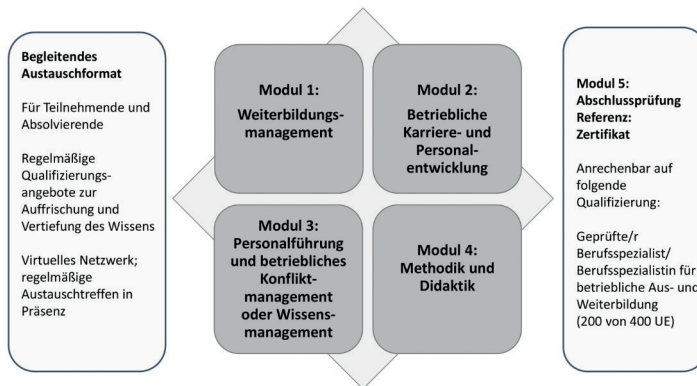 Begleitendes
Austauschformat
Für Teilnehmende und
Absolvierende
Regelmäßige
Qualifizierungs-
angebote zur
Auffrischung und
Vertiefung des Wissens
Virtuelles Netzwerk;
regelmäßige
Austauschtreffen in
Präsenz
Modul 1:
Weiterbildungs-
management
Modul 2:
Betriebliche
Karriere- und
Personal-
entwicklung
Modul 3:
Personalführung
und betriebliches
Konflikt-
management
oder Wissens-
management
Modul 4:
Methodik und
Didaktik
Modul 5:
Abschlussprüfung
Referenz:
Zertifikat
Anrechenbar auf
folgende
Qualifizierung:
Geprüfte/r
Berufsspezialist/
Berufsspezialistin für
betriebliche Aus- und
Weiterbildung
(200 von 400 UE)